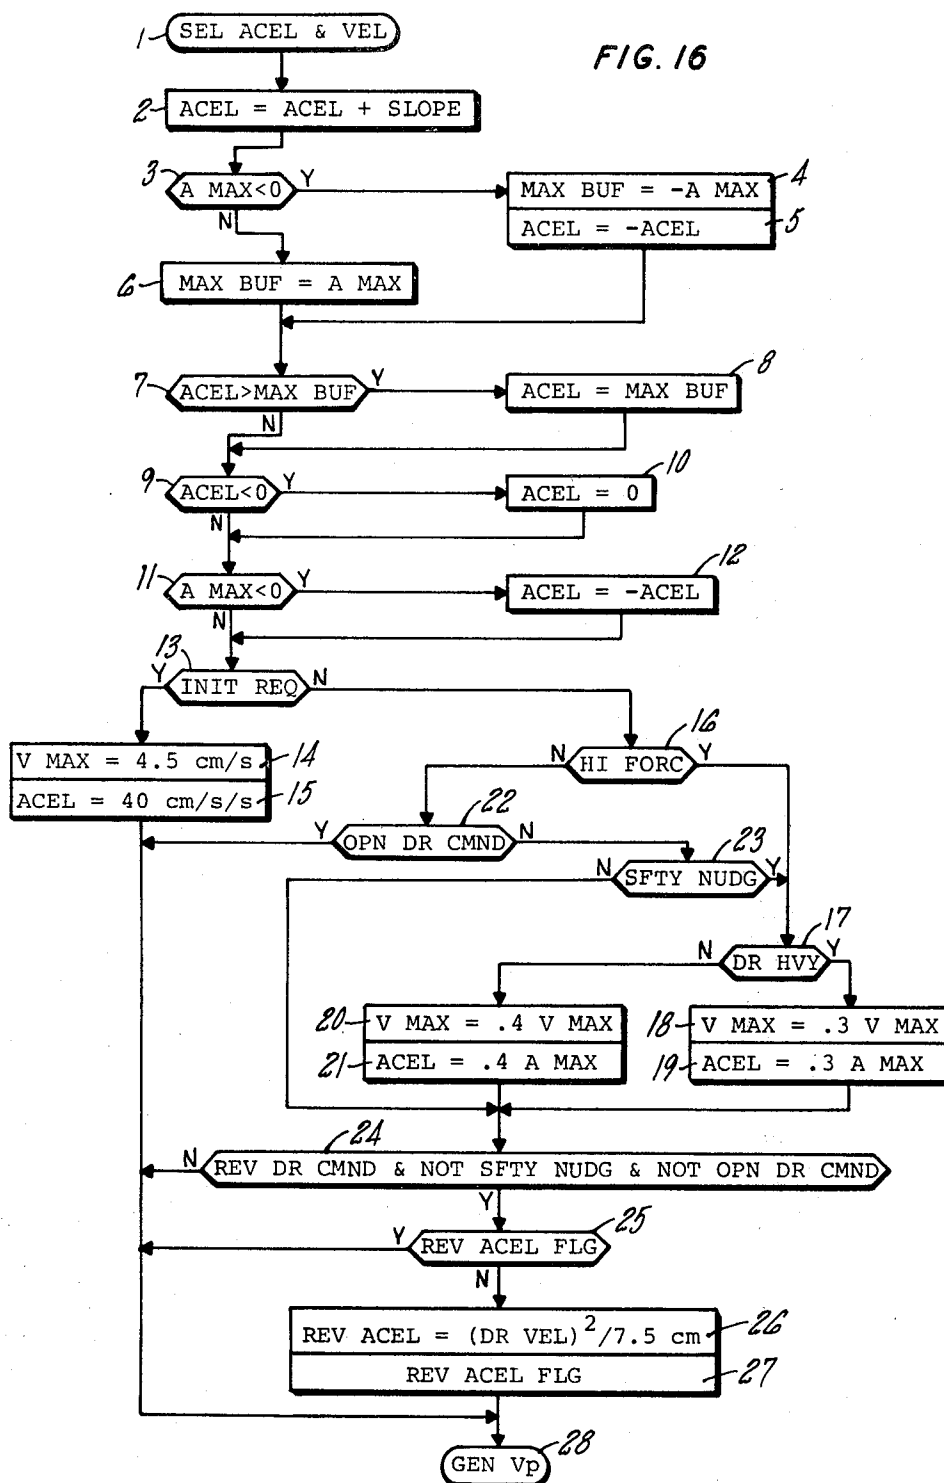 FIG. 16
1 SEL ACEL & VEL
2 ACEL = ACEL + SLOPE
3 A MAX<0 Y
N
MAX BUF = -A MAX 4
ACEL = -ACEL 5
6 MAX BUF = A MAX
7 ACEL>MAX BUF Y
N
ACEL = MAX BUF 8
9 ACEL<0 Y
N
ACEL = 0 10
11 A MAX<0 Y
N
ACEL = -ACEL 12
13
Y INIT REQ N
V MAX = 4.5 cm/s 14
ACEL = 40 cm/s/s 15
16
N HI FORC Y
22
Y OPN DR CMND N
23
N SFTY NUDG Y
17
N DR HVY Y
20 V MAX = .4 V MAX
21 ACEL = .4 A MAX
18 V MAX = .3 V MAX
19 ACEL = .3 A MAX
24
N REV DR CMND & NOT SFTY NUDG & NOT OPN DR CMND
Y
25
Y REV ACEL FLG
N
REV ACEL = (DR VEL)²/7.5 cm 26
REV ACEL FLG 27
GEN Vp 28